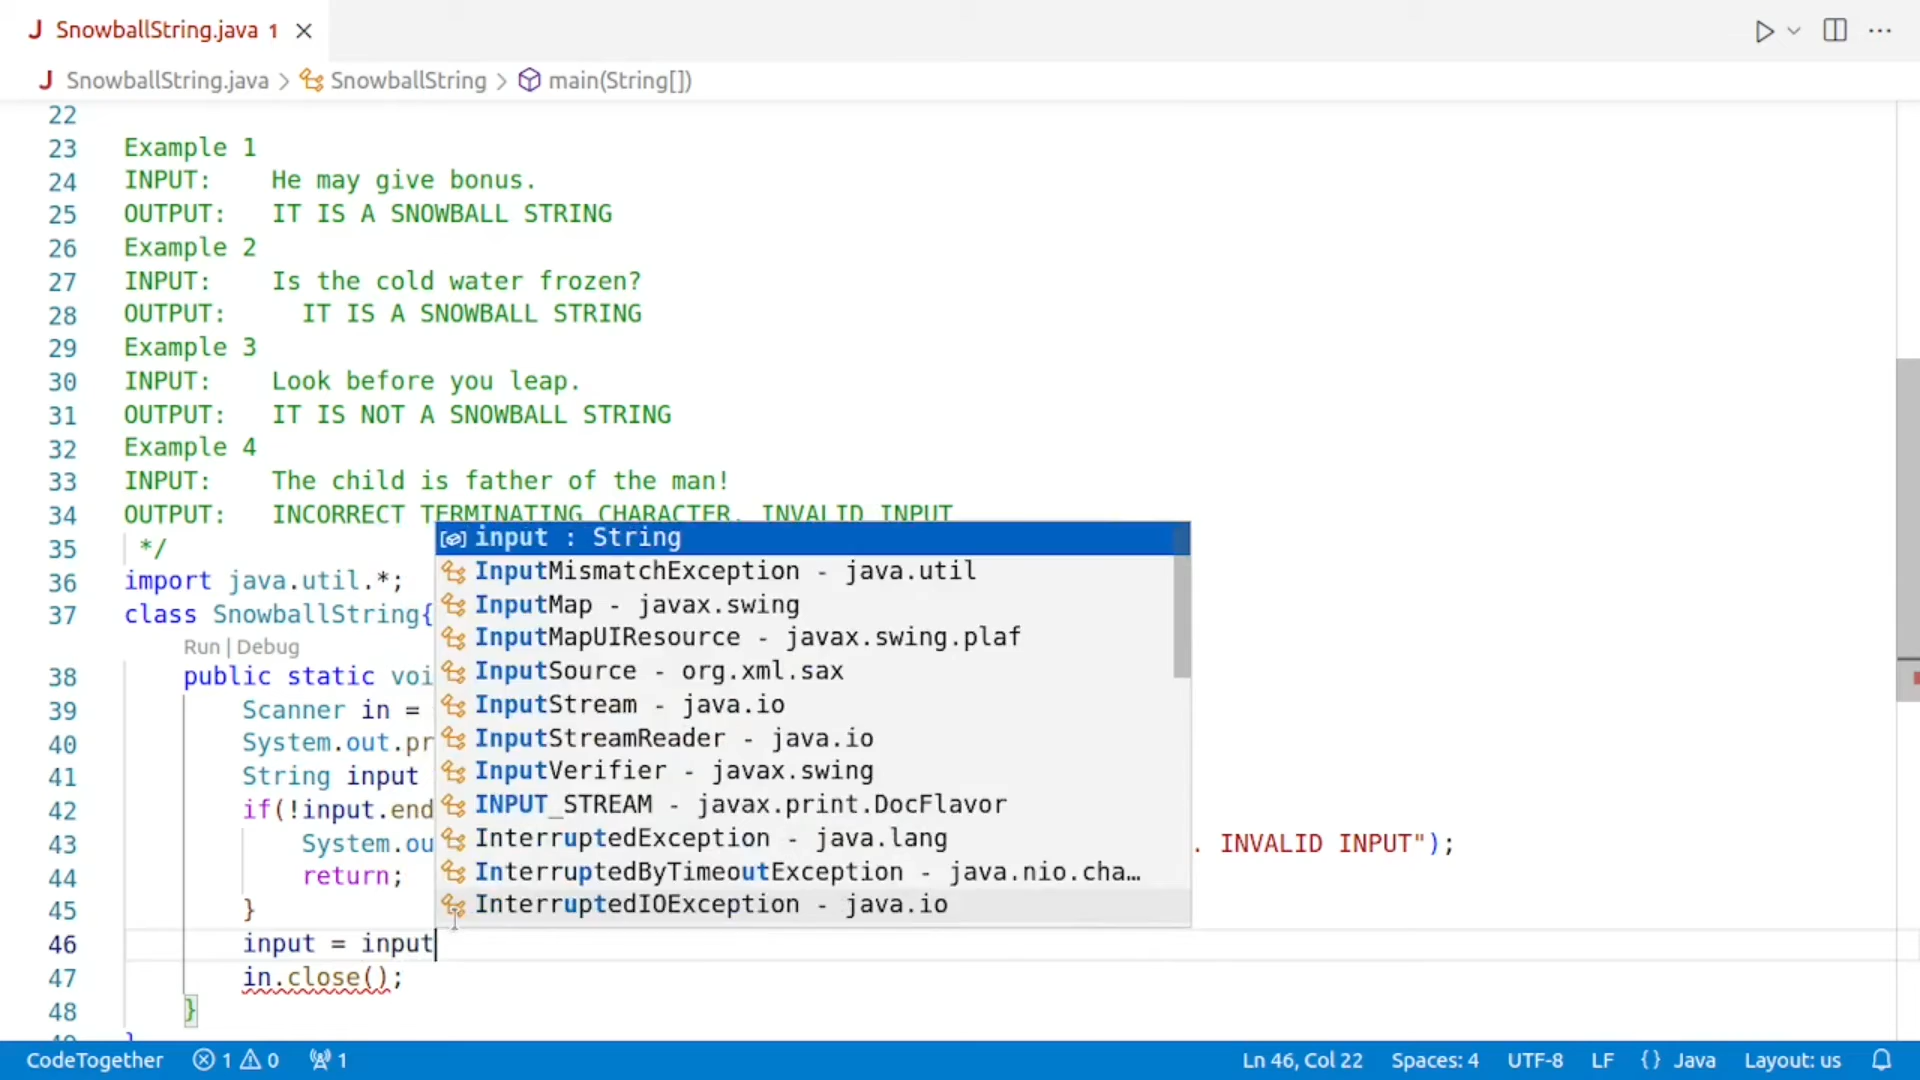 J SnowballString.java 1
J SnowballString.java > SnowballString > main(String[])
22
23 Example 1
24 INPUT: He may give bonus.
25 OUTPUT: IT IS A SNOWBALL STRING
26 Example 2
27 INPUT: Is the cold water frozen?
28 OUTPUT: IT IS A SNOWBALL STRING
29 Example 3
30 INPUT: Look before you leap.
31 OUTPUT: IT IS NOT A SNOWBALL STRING
32 Example 4
33 INPUT: The child is father of the man!
34 OUTPUT: INCORRECT TERMINATING CHARACTER. INVALID INPUT
35 */
36 import java.util.*;
37 class SnowballString{
Run | Debug
38 public static voi
39 Scanner in =
40 System.out.pr
41 String input
42 if(!input.end
43 System.ou . INVALID INPUT");
44 return;
45 }
46 input = input
47 in.close();
48 }
input : String
InputMismatchException - java.util
InputMap - javax.swing
InputMapUIResource - javax.swing.plaf
InputSource - org.xml.sax
InputStream - java.io
InputStreamReader - java.io
InputVerifier - javax.swing
INPUT_STREAM - javax.print.DocFlavor
InterruptedException - java.lang
InterruptedByTimeoutException - java.nio.cha…
InterruptedIOException - java.io
CodeTogether 1 0 1 Ln 46, Col 22 Spaces: 4 UTF-8 LF {} Java Layout: us